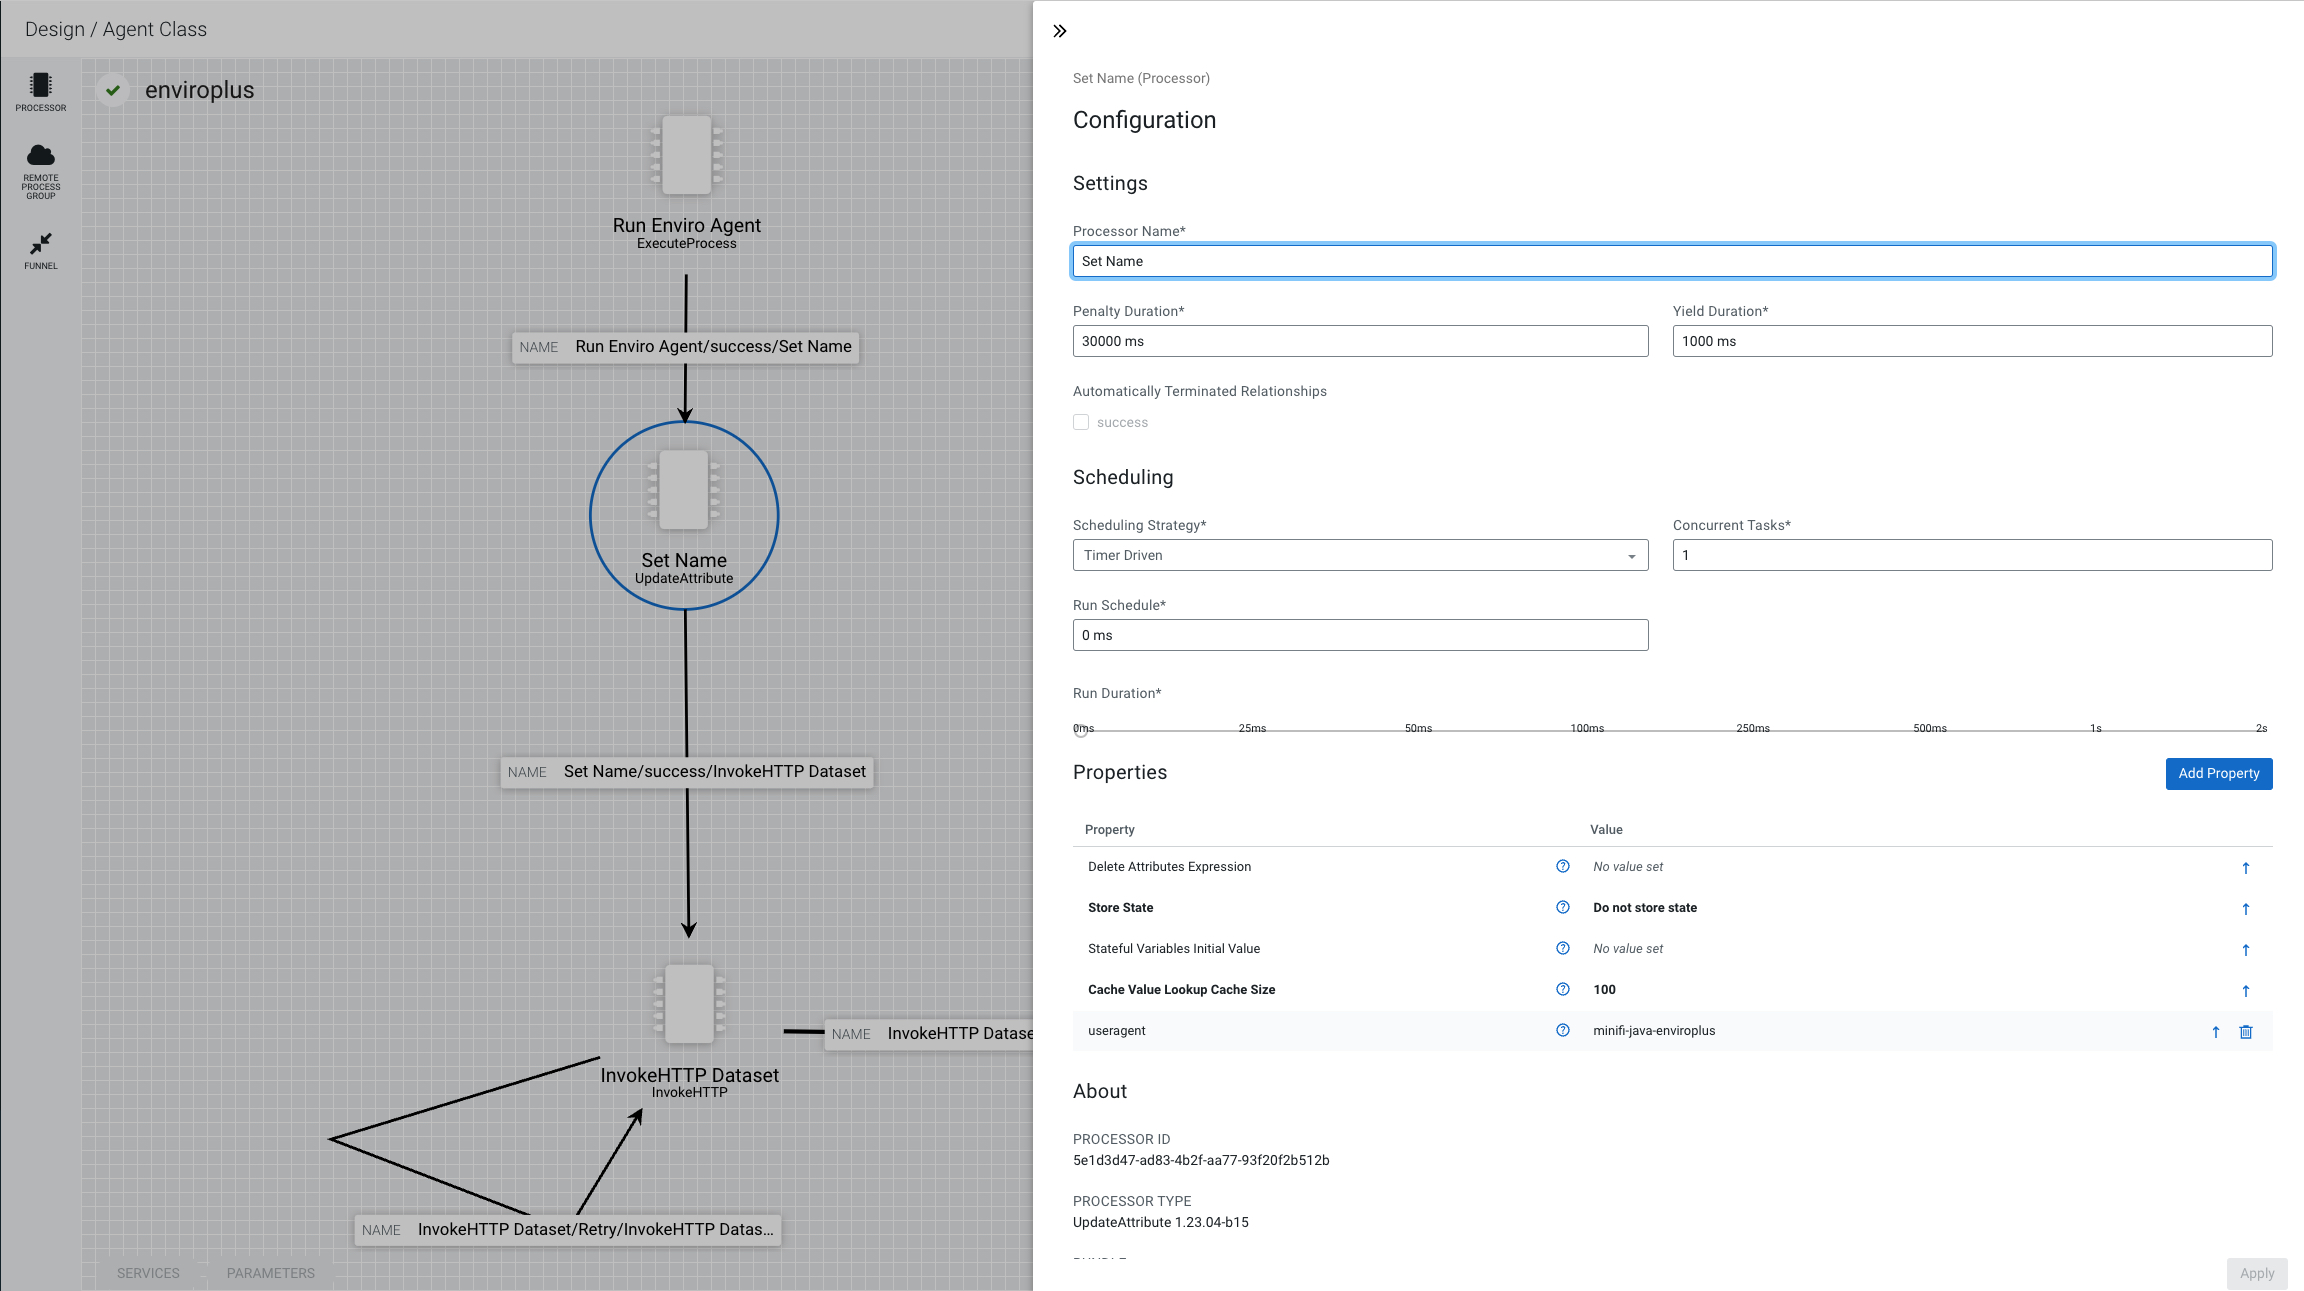 Design / Agent Class
PROCESSOR
REMOTE
PROCESS
GROUP
FUNNEL
enviroplus
Run Enviro Agent
ExecuteProcess
NAME Run Enviro Agent/success/Set Name
Set Name
UpdateAttribute
NAME Set Name/success/InvokeHTTP Dataset
InvokeHTTP Dataset
InvokeHTTP
NAME InvokeHTTP Datase
NAME InvokeHTTP Dataset/Retry/InvokeHTTP Datas...
SERVICES PARAMETERS
Set Name (Processor)
Configuration
Settings
Processor Name*
Set Name
Penalty Duration* Yield Duration*
30000 ms 1000 ms
Automatically Terminated Relationships
success
Scheduling
Scheduling Strategy* Concurrent Tasks*
Timer Driven 1
Run Schedule*
0 ms
Run Duration*
0ms 25ms 50ms 100ms 250ms 500ms 1s 2s
Properties Add Property
Property Value
Delete Attributes Expression No value set
Store State Do not store state
Stateful Variables Initial Value No value set
Cache Value Lookup Cache Size 100
useragent minifi-java-enviroplus
About
PROCESSOR ID
5e1d3d47-ad83-4b2f-aa77-93f20f2b512b
PROCESSOR TYPE
UpdateAttribute 1.23.04-b15
Apply